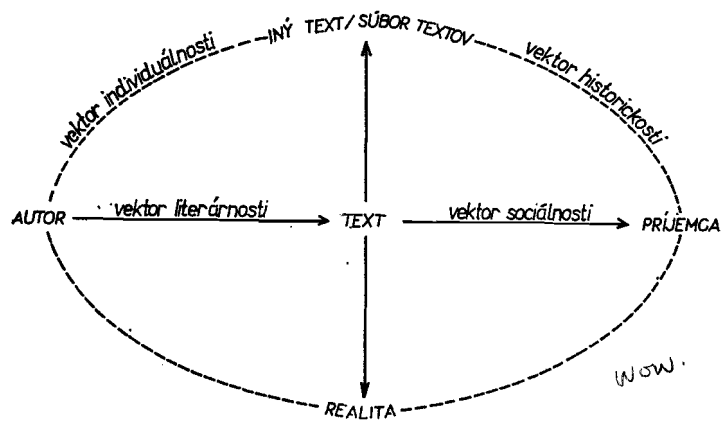 INÝ TEXT/SÚBOR TEXTOV
vektor individuálnosti
vektor historickosti
AUTOR
vektor literárnosti
TEXT
vektor sociálnosti
PRÍJEMCA
wow.
REALITA